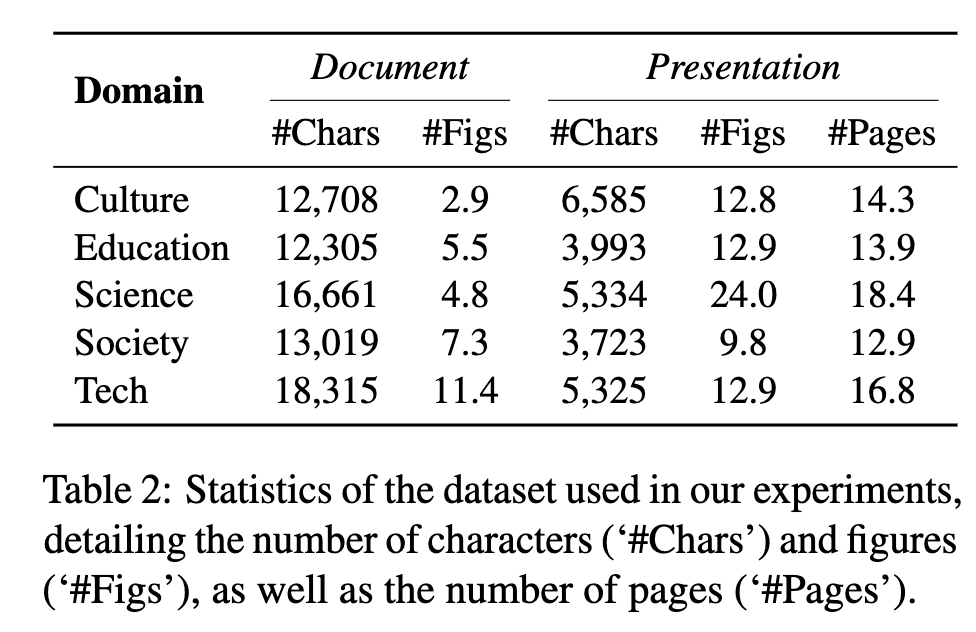 Domain Document Presentation
#Chars #Figs #Chars #Figs #Pages
Culture 12,708 2.9 6,585 12.8 14.3
Education 12,305 5.5 3,993 12.9 13.9
Science 16,661 4.8 5,334 24.0 18.4
Society 13,019 7.3 3,723 9.8 12.9
Tech 18,315 11.4 5,325 12.9 16.8
Table 2: Statistics of the dataset used in our experiments,
detailing the number of characters (‘#Chars’) and figures
(‘#Figs’), as well as the number of pages (‘#Pages’).